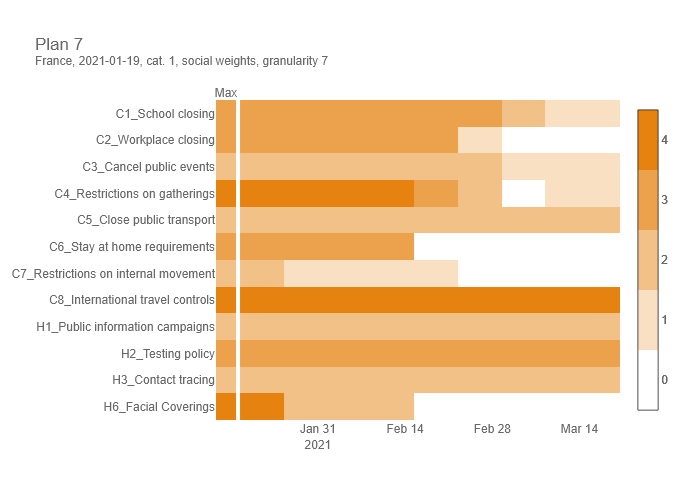 Plan 7
France, 2021-01-19, cat. 1, social weights, granularity 7
Max
C1_School closing
C2_Workplace closing
C3_Cancel public events
C4_Restrictions on gatherings
C5_Close public transport
C6_Stay at home requirements
C7_Restrictions on internal movement
C8_International travel controls
H1_Public information campaigns
H2_Testing policy
H3_Contact tracing
H6_Facial Coverings
Jan 31 Feb 14 Feb 28 Mar 14
2021
4
3
2
1
0